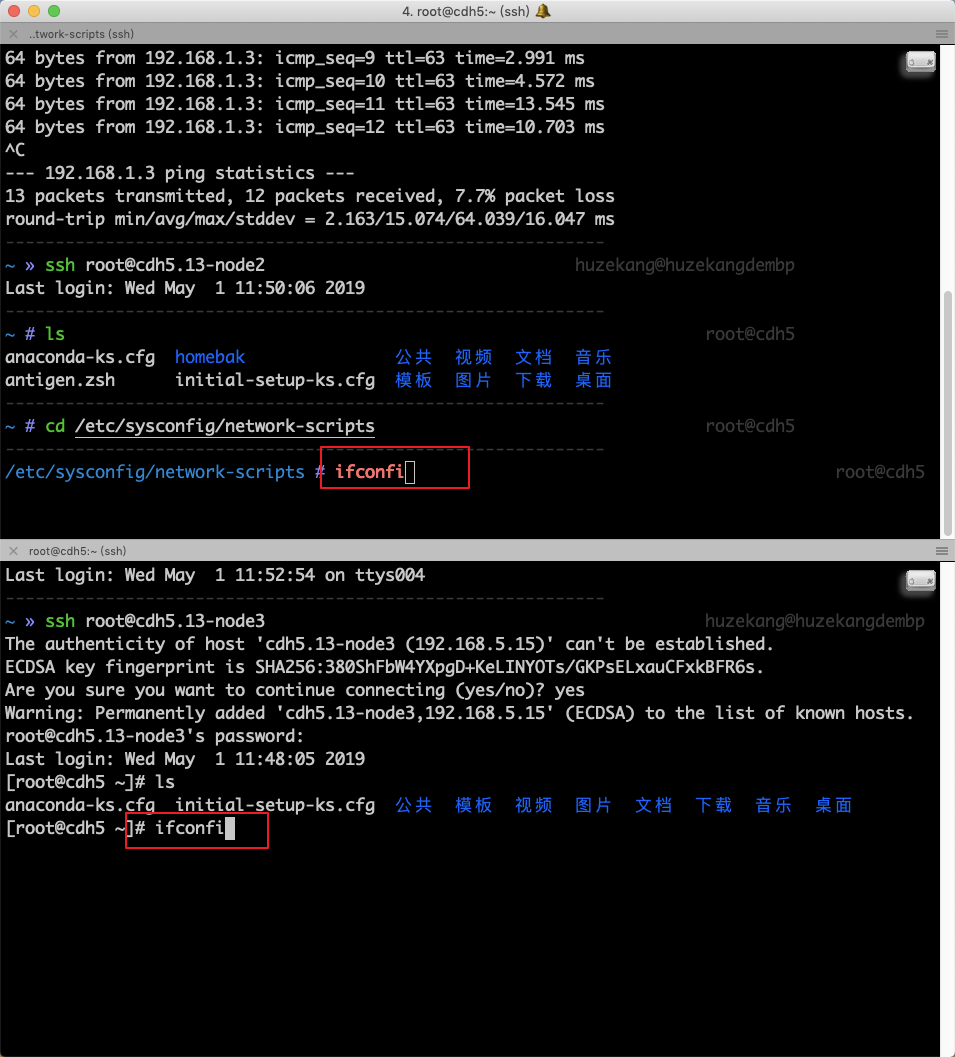 4. root@cdh5:~ (ssh)
..twork-scripts (ssh)
64 bytes from 192.168.1.3: icmp_seq=9 ttl=63 time=2.991 ms
64 bytes from 192.168.1.3: icmp_seq=10 ttl=63 time=4.572 ms
64 bytes from 192.168.1.3: icmp_seq=11 ttl=63 time=13.545 ms
64 bytes from 192.168.1.3: icmp_seq=12 ttl=63 time=10.703 ms
^C
--- 192.168.1.3 ping statistics ---
13 packets transmitted, 12 packets received, 7.7% packet loss
round-trip min/avg/max/stddev = 2.163/15.074/64.039/16.047 ms
------------------------------------------------------------
~ » ssh root@cdh5.13-node2 huzekang@huzekangdembp
Last login: Wed May  1 11:50:06 2019
------------------------------------------------------------
~ # ls root@cdh5
anaconda-ks.cfg homebak 公共 视频 文档 音乐
antigen.zsh initial-setup-ks.cfg 模板 图片 下载 桌面
------------------------------------------------------------
~ # cd /etc/sysconfig/network-scripts root@cdh5
------------------------------------------------------------
/etc/sysconfig/network-scripts # ifconfi root@cdh5
root@cdh5:~ (ssh)
Last login: Wed May  1 11:52:54 on ttys004
------------------------------------------------------------
~ » ssh root@cdh5.13-node3 huzekang@huzekangdembp
The authenticity of host 'cdh5.13-node3 (192.168.5.15)' can't be established.
ECDSA key fingerprint is SHA256:380ShFbW4YXpgD+KeLINYOTs/GKPsELxauCFxkBFR6s.
Are you sure you want to continue connecting (yes/no)? yes
Warning: Permanently added 'cdh5.13-node3,192.168.5.15' (ECDSA) to the list of known hosts.
root@cdh5.13-node3's password:
Last login: Wed May  1 11:48:05 2019
[root@cdh5 ~]# ls
anaconda-ks.cfg initial-setup-ks.cfg 公共 模板 视频 图片 文档 下载 音乐 桌面
[root@cdh5 ~]# ifconfi